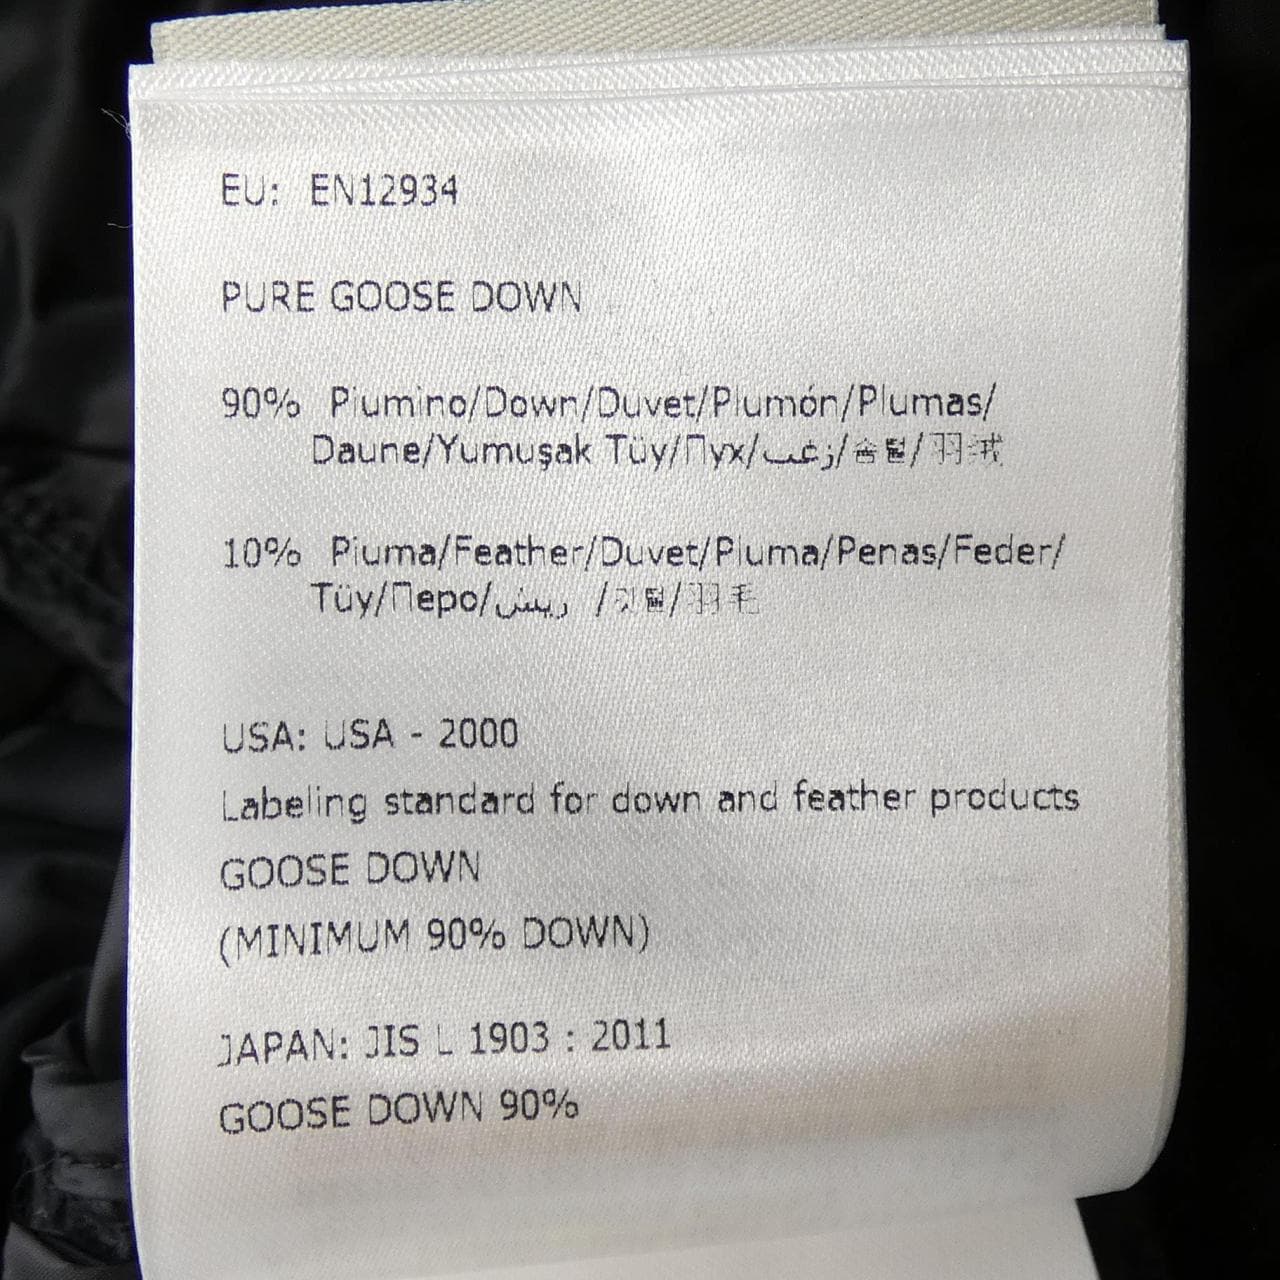 EU: EN12934
PURE GOOSE DOWN
90% Piumino/Down/Duvet/Plumón/Plumas/
Daune/Yumuşak Tüy/Пух/زغب/솜털/羽绒
10% Piuma/Feather/Duvet/Pluma/Penas/Feder/
Tüy/Перо/ريش /깃털/羽毛
USA: USA - 2000
Labeling standard for down and feather products
GOOSE DOWN
(MINIMUM 90% DOWN)
JAPAN: JIS L 1903 : 2011
GOOSE DOWN 90%